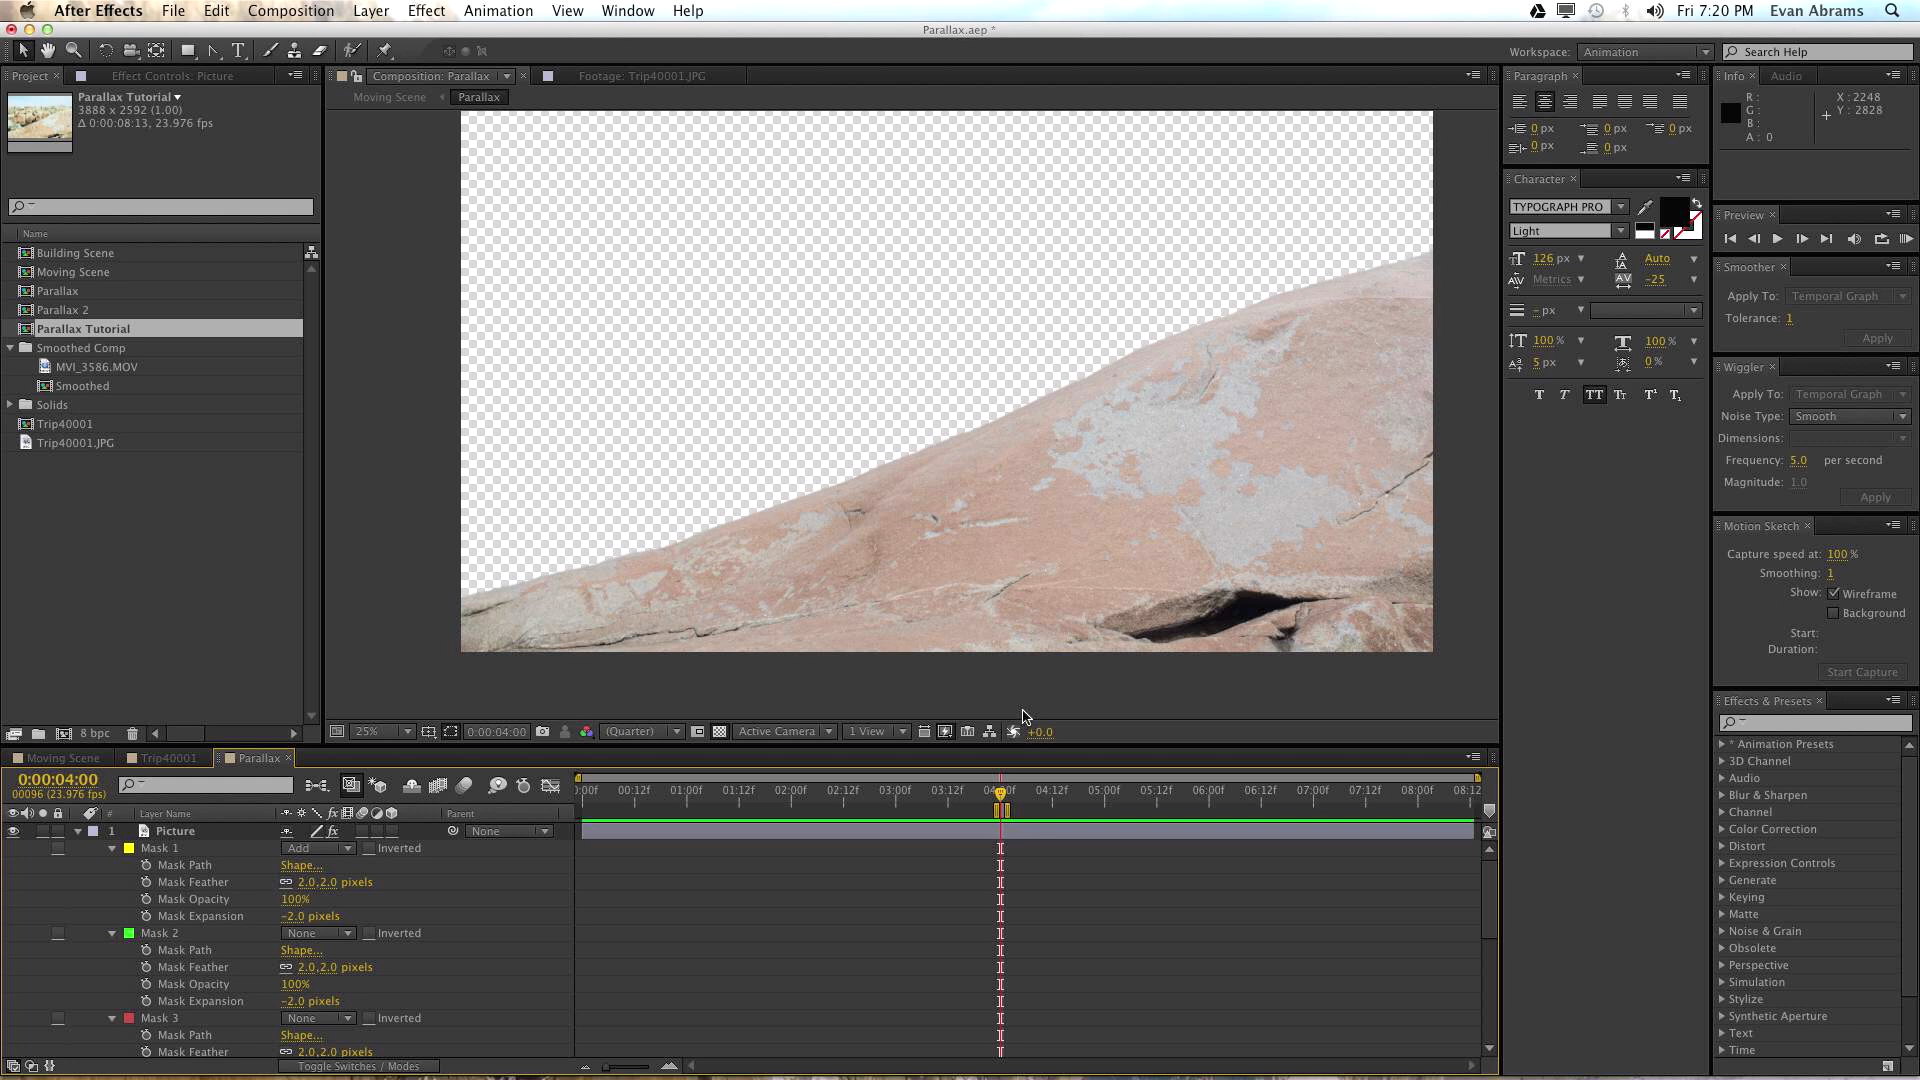 After Effects File Edit Composition Layer Effect Animation View Window Help Fri 7:20 PM Evan Abrams
Parallax.aep *
Workspace: Animation Search Help
Project Effect Controls: Picture
Parallax Tutorial
3888 x 2592 (1.00)
Δ 0:00:08:13, 23.976 fps
Name
Building Scene
Moving Scene
Parallax
Parallax 2
Parallax Tutorial
Smoothed Comp
MVI_3586.MOV
Smoothed
Solids
Trip40001
Trip40001.JPG
8 bpc
Composition: Parallax Footage: Trip40001.JPG
Moving Scene Parallax
25% 0:00:04:00 (Quarter) Active Camera 1 View +0.0
Paragraph
0 px 0 px 0 px
0 px 0 px
Character
TYPOGRAPH PRO
Light
126 px Auto
Metrics -25
- px
100 % 100 %
5 px 0 %
T T TT Tт T¹ T₁
Info Audio
R : X : 2248
G : Y : 2828
B :
A : 0
Preview
Smoother
Apply To: Temporal Graph
Tolerance: 1
Apply
Wiggler
Apply To: Temporal Graph
Noise Type: Smooth
Dimensions:
Frequency: 5.0 per second
Magnitude: 1.0
Apply
Motion Sketch
Capture speed at: 100 %
Smoothing: 1
Show: Wireframe
Background
Start:
Duration:
Start Capture
Effects & Presets
* Animation Presets
3D Channel
Audio
Blur & Sharpen
Channel
Color Correction
Distort
Expression Controls
Generate
Keying
Matte
Noise & Grain
Obsolete
Perspective
Simulation
Stylize
Synthetic Aperture
Text
Time
Moving Scene Trip40001 Parallax
0:00:04:00
00096 (23.976 fps)
):00f 00:12f 01:00f 01:12f 02:00f 02:12f 03:00f 03:12f 04:00f 04:12f 05:00f 05:12f 06:00f 06:12f 07:00f 07:12f 08:00f 08:12
# Layer Name Parent
1 Picture fx None
Mask 1 Add Inverted
Mask Path Shape...
Mask Feather 2.0,2.0 pixels
Mask Opacity 100%
Mask Expansion -2.0 pixels
Mask 2 None Inverted
Mask Path Shape...
Mask Feather 2.0,2.0 pixels
Mask Opacity 100%
Mask Expansion -2.0 pixels
Mask 3 None Inverted
Mask Path Shape...
Mask Feather 2.0,2.0 pixels
Toggle Switches / Modes